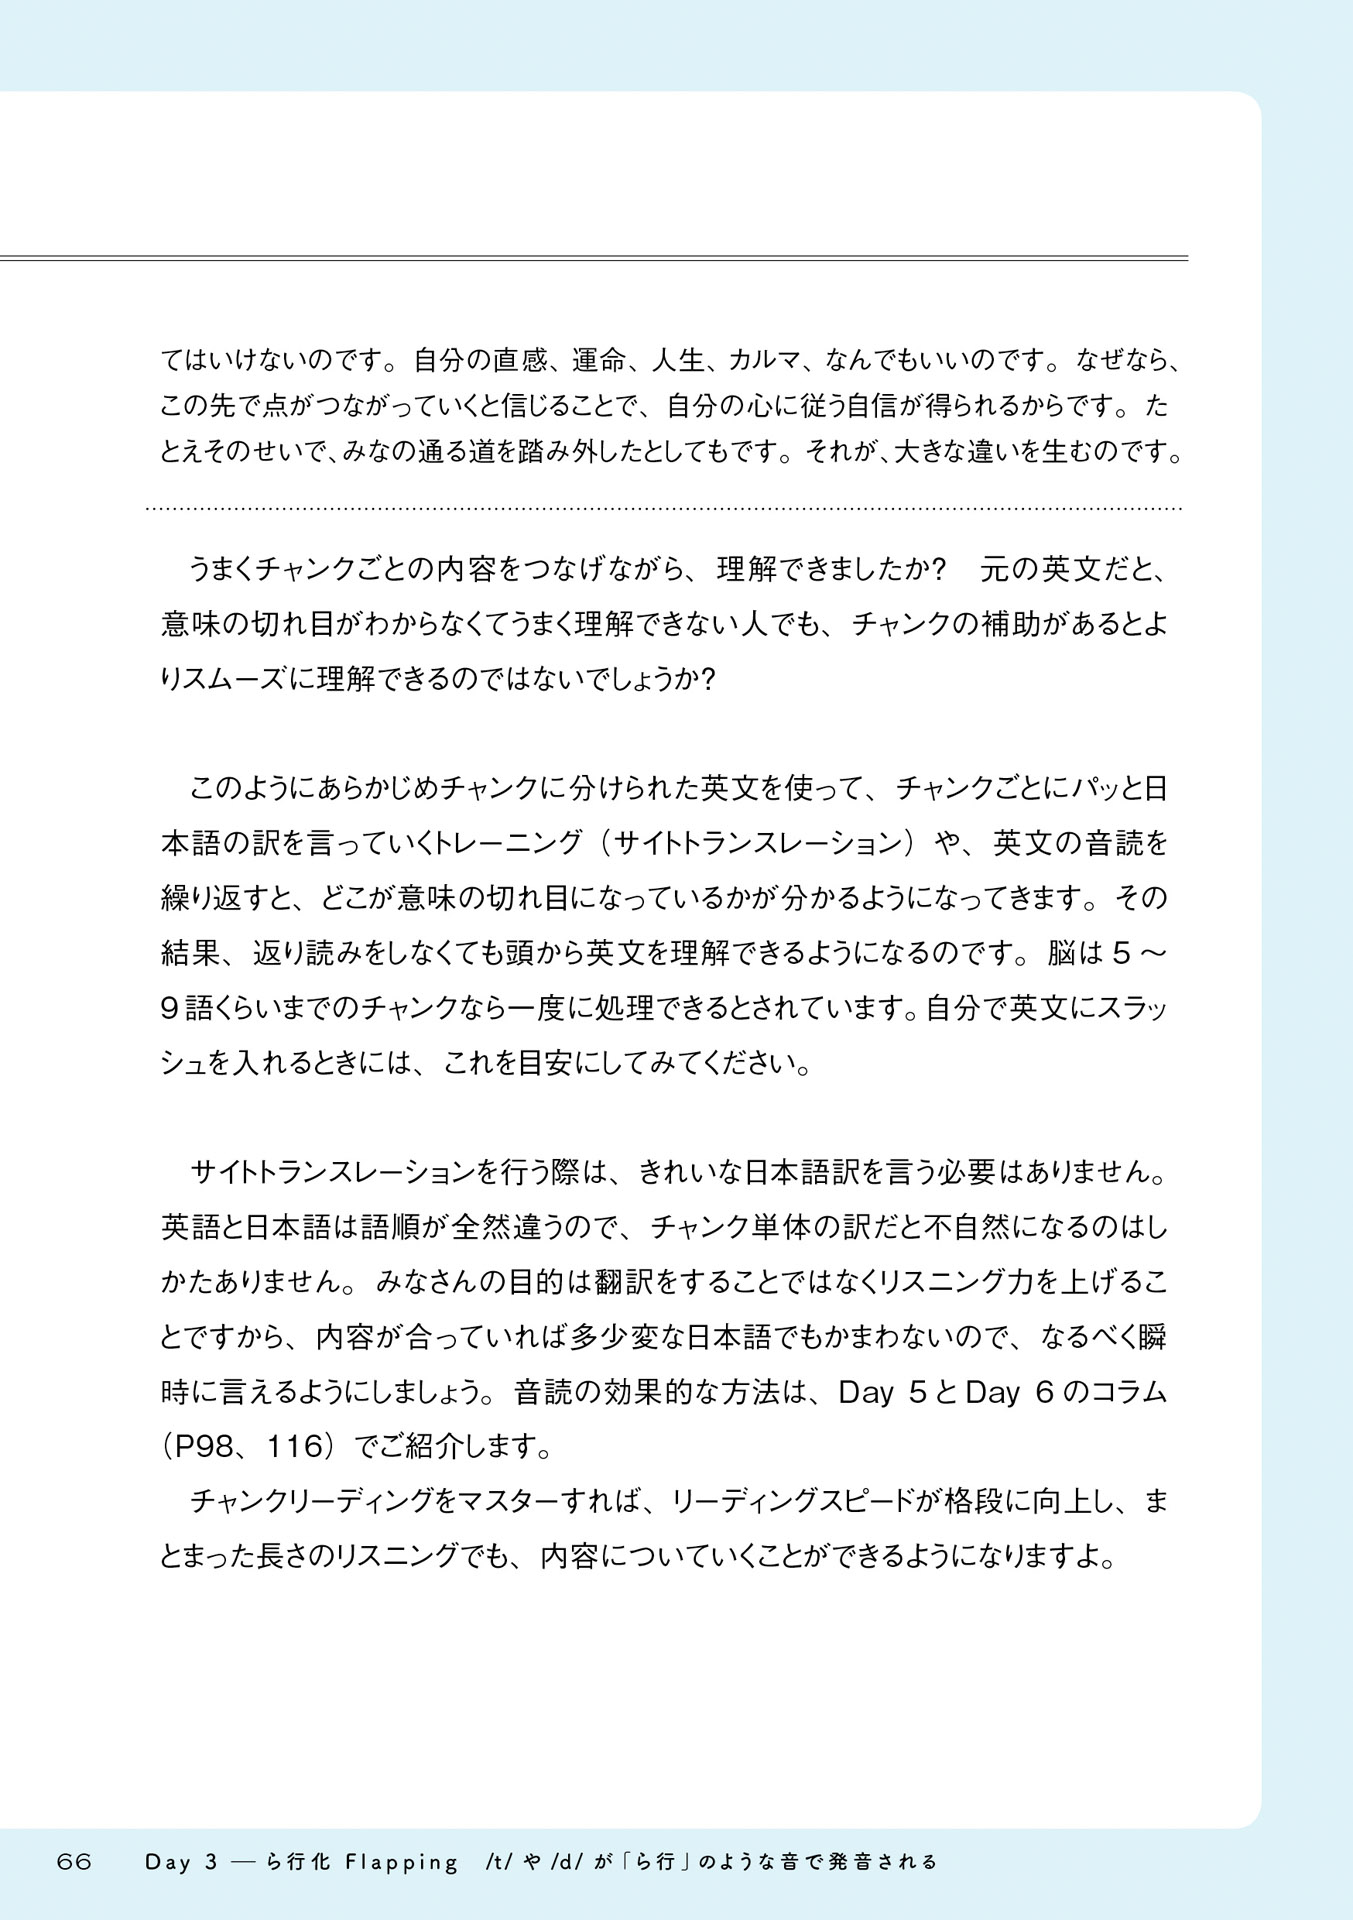 てはいけないのです。自分の直感、運命、人生、カルマ、なんでもいいのです。なぜなら、
この先で点がつながっていくと信じることで、自分の心に従う自信が得られるからです。た
とえそのせいで、みなの通る道を踏み外したとしてもです。それが、大きな違いを生むのです。
　うまくチャンクごとの内容をつなげながら、理解できましたか？　元の英文だと、
意味の切れ目がわからなくてうまく理解できない人でも、チャンクの補助があるとよ
りスムーズに理解できるのではないでしょうか？
　このようにあらかじめチャンクに分けられた英文を使って、チャンクごとにパッと日
本語の訳を言っていくトレーニング（サイトトランスレーション）や、英文の音読を
繰り返すと、どこが意味の切れ目になっているかが分かるようになってきます。その
結果、返り読みをしなくても頭から英文を理解できるようになるのです。脳は5〜
9語くらいまでのチャンクなら一度に処理できるとされています。自分で英文にスラッ
シュを入れるときには、これを目安にしてみてください。
　サイトトランスレーションを行う際は、きれいな日本語訳を言う必要はありません。
英語と日本語は語順が全然違うので、チャンク単体の訳だと不自然になるのはし
かたありません。みなさんの目的は翻訳をすることではなくリスニング力を上げるこ
とですから、内容が合っていれば多少変な日本語でもかまわないので、なるべく瞬
時に言えるようにしましょう。音読の効果的な方法は、Day 5とDay 6のコラム
（P98、116）でご紹介します。
　チャンクリーディングをマスターすれば、リーディングスピードが格段に向上し、ま
とまった長さのリスニングでも、内容についていくことができるようになりますよ。
66　Day 3 ― ら行化 Flapping　/t/ や /d/ が「ら行」のような音で発音される